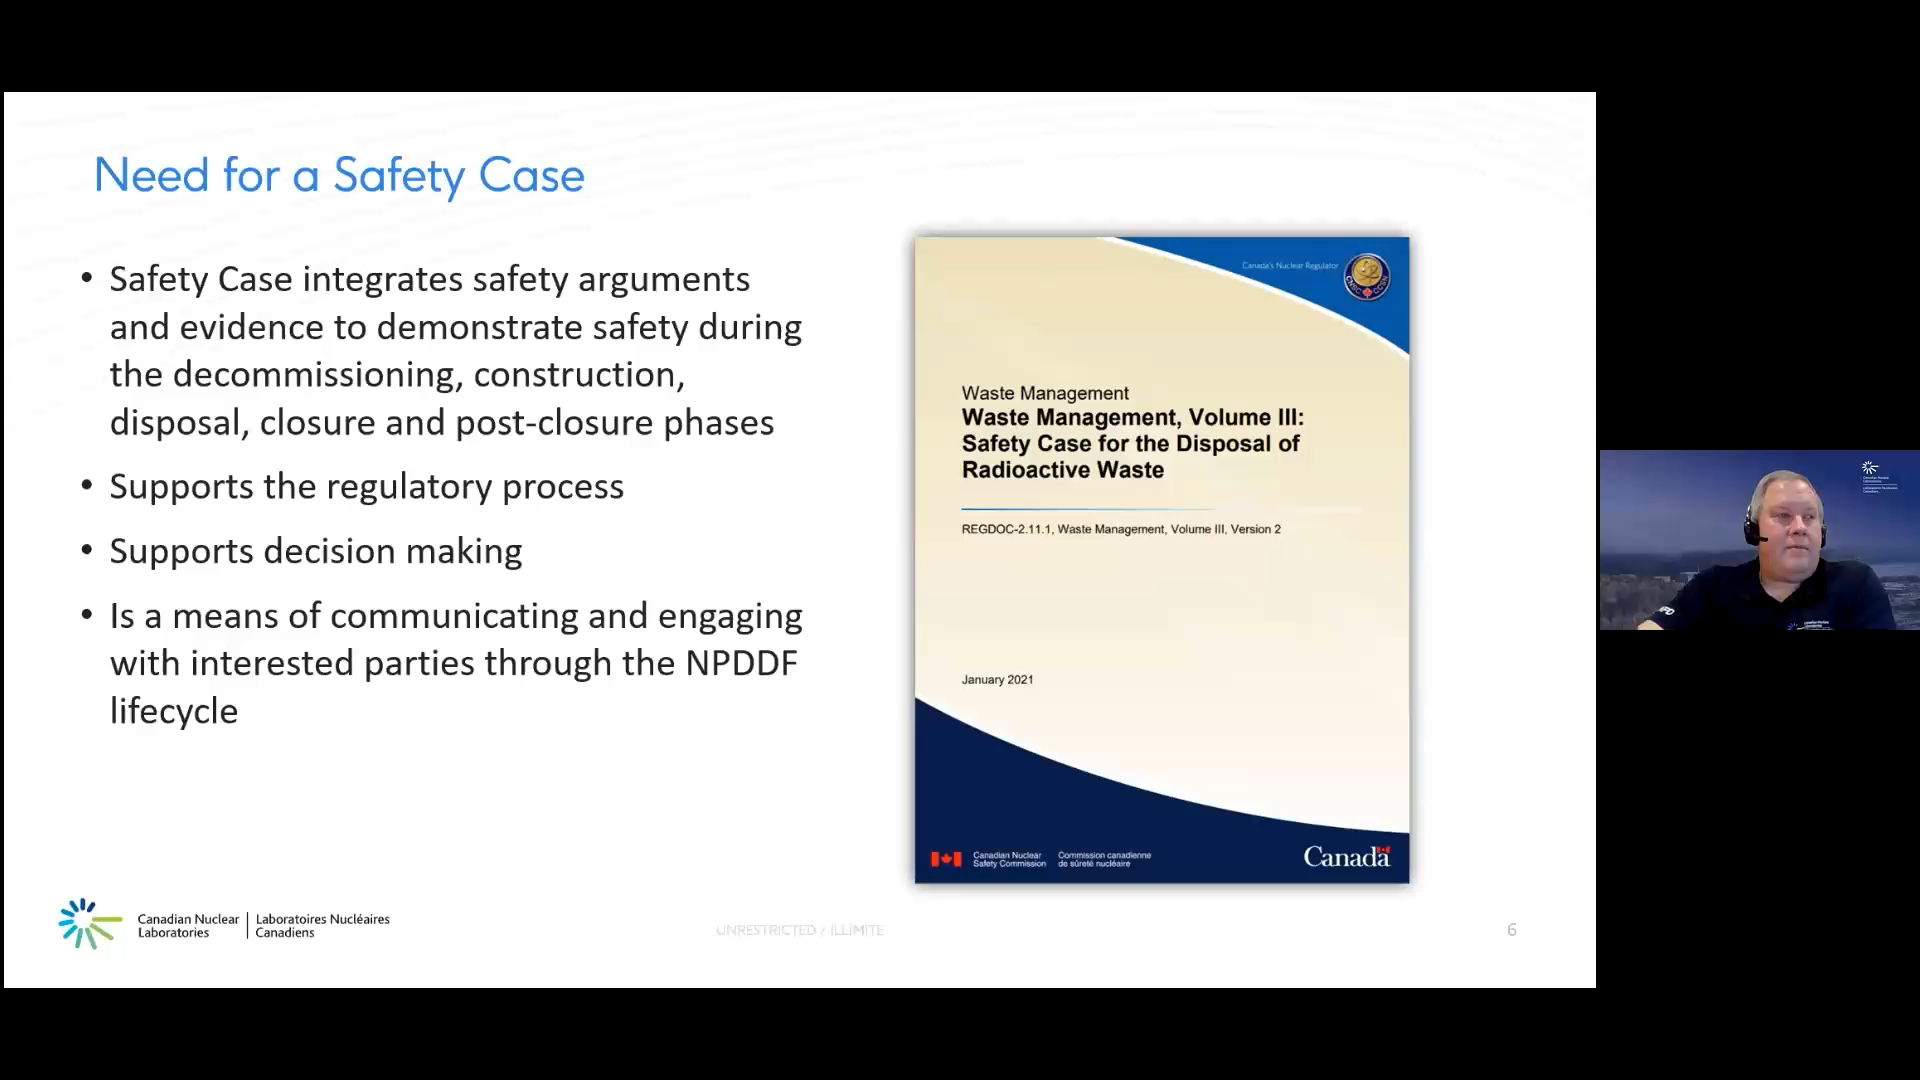 Need for a Safety Case
• Safety Case integrates safety arguments
and evidence to demonstrate safety during
the decommissioning, construction,
disposal, closure and post-closure phases
• Supports the regulatory process
• Supports decision making
• Is a means of communicating and engaging
with interested parties through the NPDDF
lifecycle
Canada's Nuclear Regulator
CNSC CCSN
Waste Management
Waste Management, Volume III:
Safety Case for the Disposal of
Radioactive Waste
REGDOC-2.11.1, Waste Management, Volume III, Version 2
January 2021
Canadian Nuclear
Safety Commission
Commission canadienne
de sûreté nucléaire
Canada
Canadian Nuclear
Laboratories
Laboratoires Nucléaires
Canadiens
UNRESTRICTED / ILLIMITÉ
6